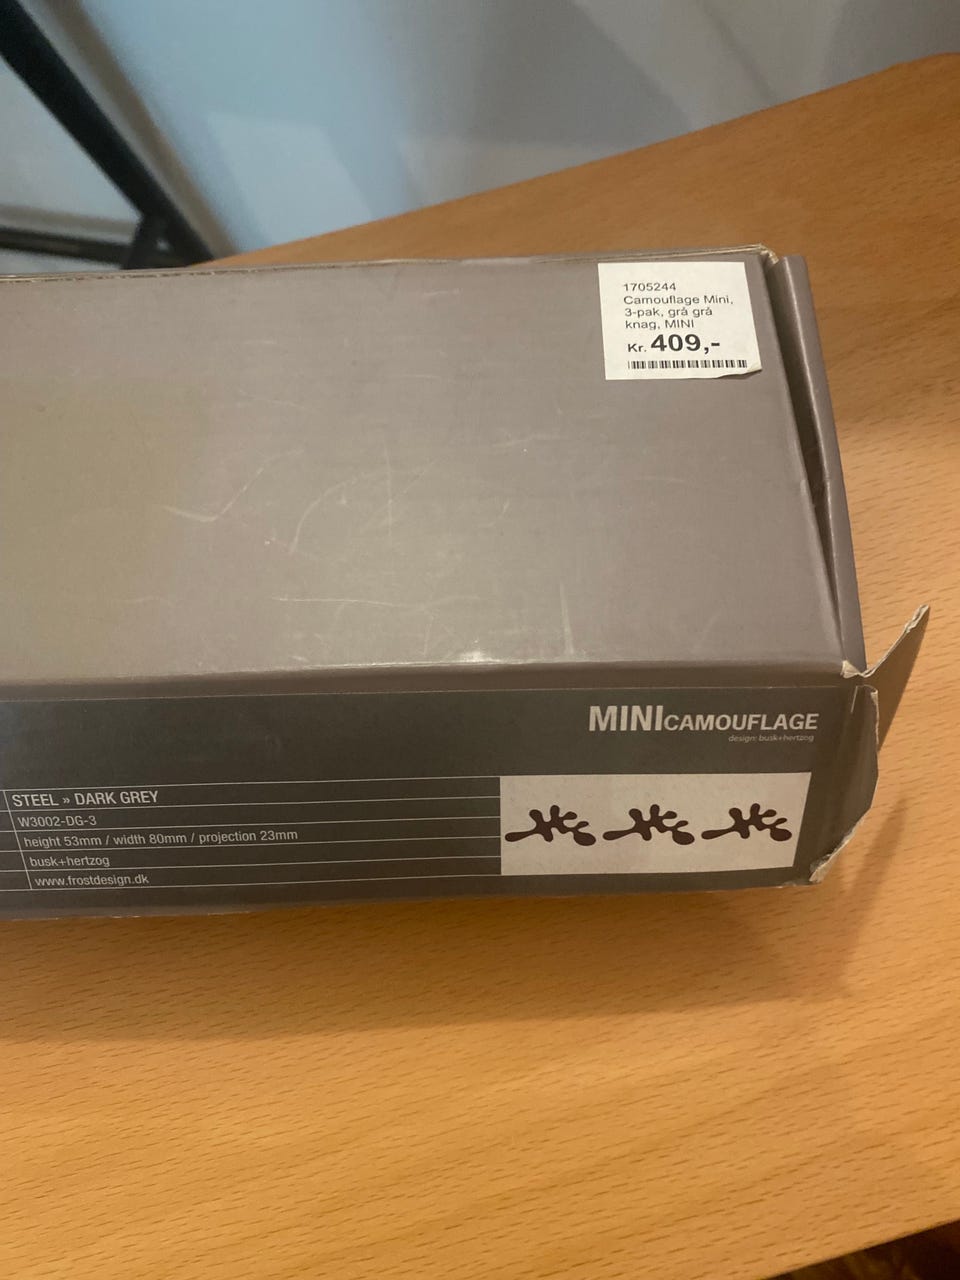 1705244
Camouflage Mini,
3-pak, grå grå
knag, MINI
Kr. 409,-
MINICAMOUFLAGE
design: busk+hertzog
STEEL » DARK GREY
W3002-DG-3
height 53mm / width 80mm / projection 23mm
busk+hertzog
www.frostdesign.dk